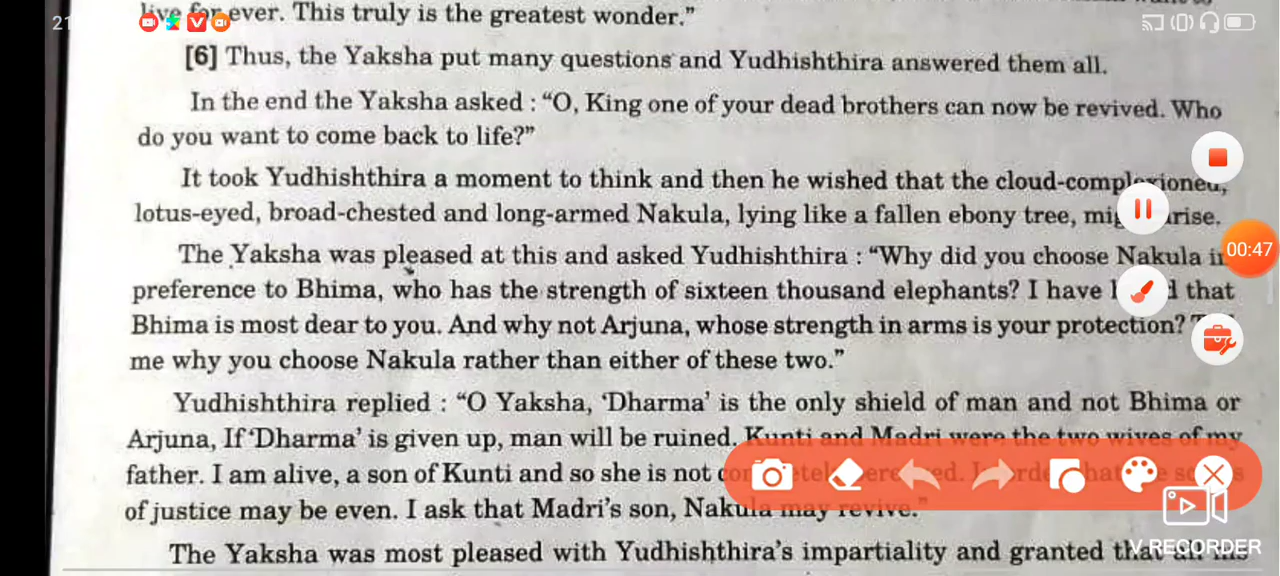 21
live for ever. This truly is the greatest wonder.”
[6] Thus, the Yaksha put many questions and Yudhishthira answered them all.
In the end the Yaksha asked : “O, King one of your dead brothers can now be revived. Who
do you want to come back to life?”
It took Yudhishthira a moment to think and then he wished that the cloud-complexioned,
lotus-eyed, broad-chested and long-armed Nakula, lying like a fallen ebony tree, arise.
The Yaksha was pleased at this and asked Yudhishthira : “Why did you choose Nakula in
00:47
preference to Bhima, who has the strength of sixteen thousand elephants? I have that
Bhima is most dear to you. And why not Arjuna, whose strength in arms is your protection?
me why you choose Nakula rather than either of these two.”
Yudhishthira replied : “O Yaksha, ‘Dharma’ is the only shield of man and not Bhima or
Arjuna, If ‘Dharma’ is given up, man will be ruined. Kunti and Madri were the two wives of my
father. I am alive, a son of Kunti and so she is not
of justice may be even. I ask that Madri’s son, Nakula may revive.”
The Yaksha was most pleased with Yudhishthira’s impartiality and granted that all
V RECORDER